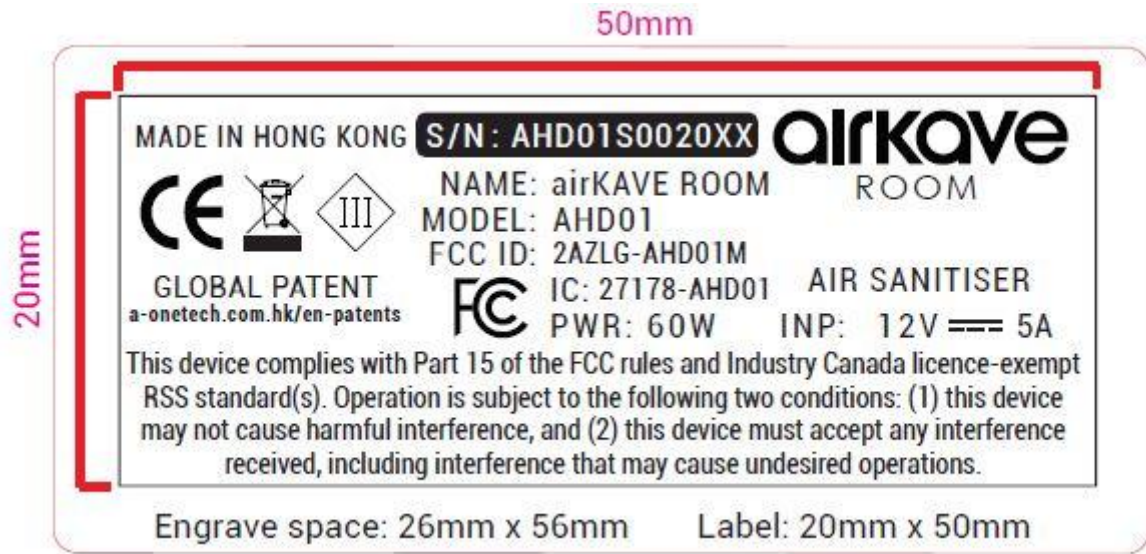 50mm
20mm
MADE IN HONG KONG S/N: AHD01S0020XX airkave
ROOM
NAME: airKAVE ROOM
MODEL: AHD01
FCC ID: 2AZLG-AHD01M
CE III
GLOBAL PATENT
a-onetech.com.hk/en-patents
FC IC: 27178-AHD01
PWR: 60W
AIR SANITISER
INP: 12V 5A
This device complies with Part 15 of the FCC rules and Industry Canada licence-exempt
RSS standard(s). Operation is subject to the following two conditions: (1) this device
may not cause harmful interference, and (2) this device must accept any interference
received, including interference that may cause undesired operations.
Engrave space: 26mm x 56mm Label: 20mm x 50mm